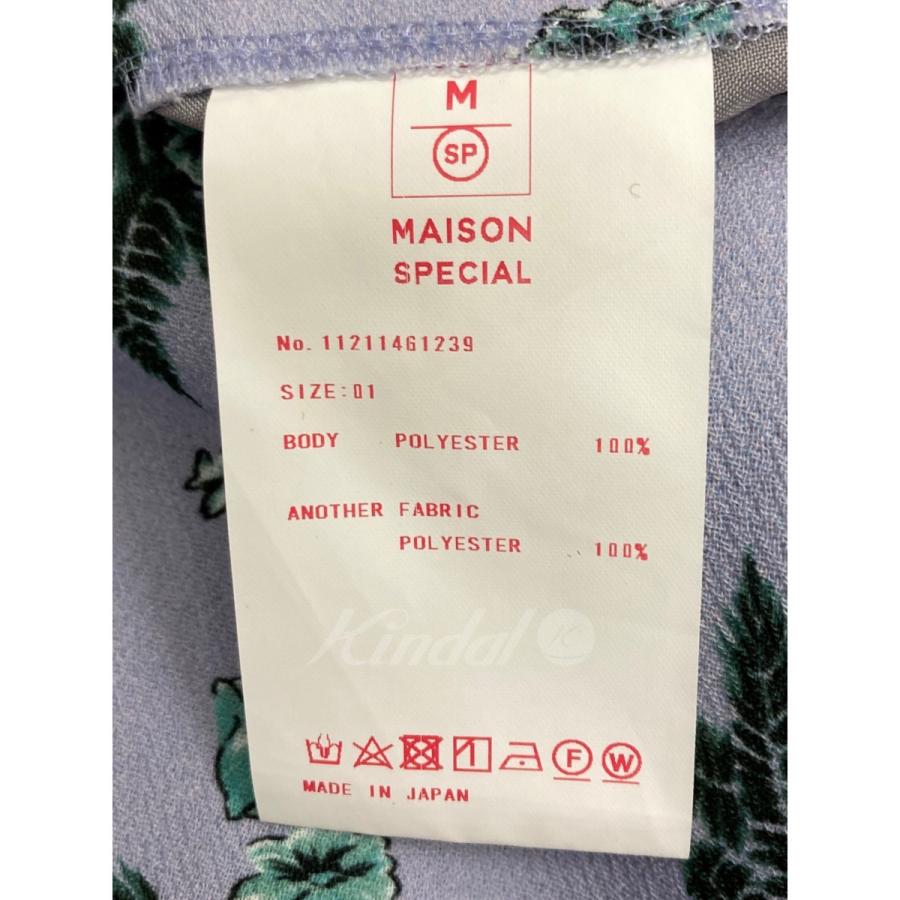 M
SP
MAISON
SPECIAL
No. 11211461239
SIZE:01
BODY POLYESTER 100%
ANOTHER FABRIC
POLYESTER 100%
Kindal K
F W
MADE IN JAPAN